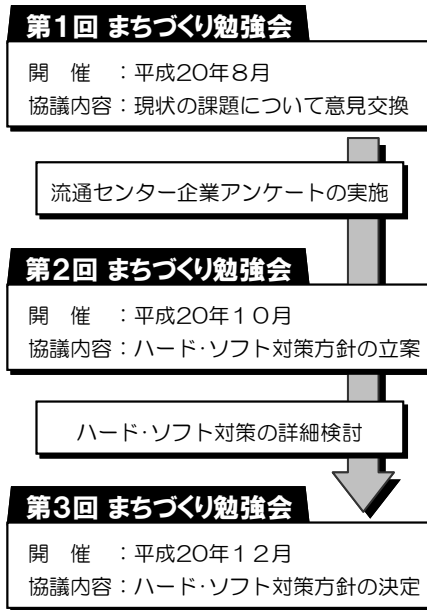 第1回 まちづくり勉強会
開　催　：平成20年8月
協議内容：現状の課題について意見交換
流通センター企業アンケートの実施
第2回 まちづくり勉強会
開　催　：平成20年10月
協議内容：ハード・ソフト対策方針の立案
ハード・ソフト対策の詳細検討
第3回 まちづくり勉強会
開　催　：平成20年12月
協議内容：ハード・ソフト対策方針の決定